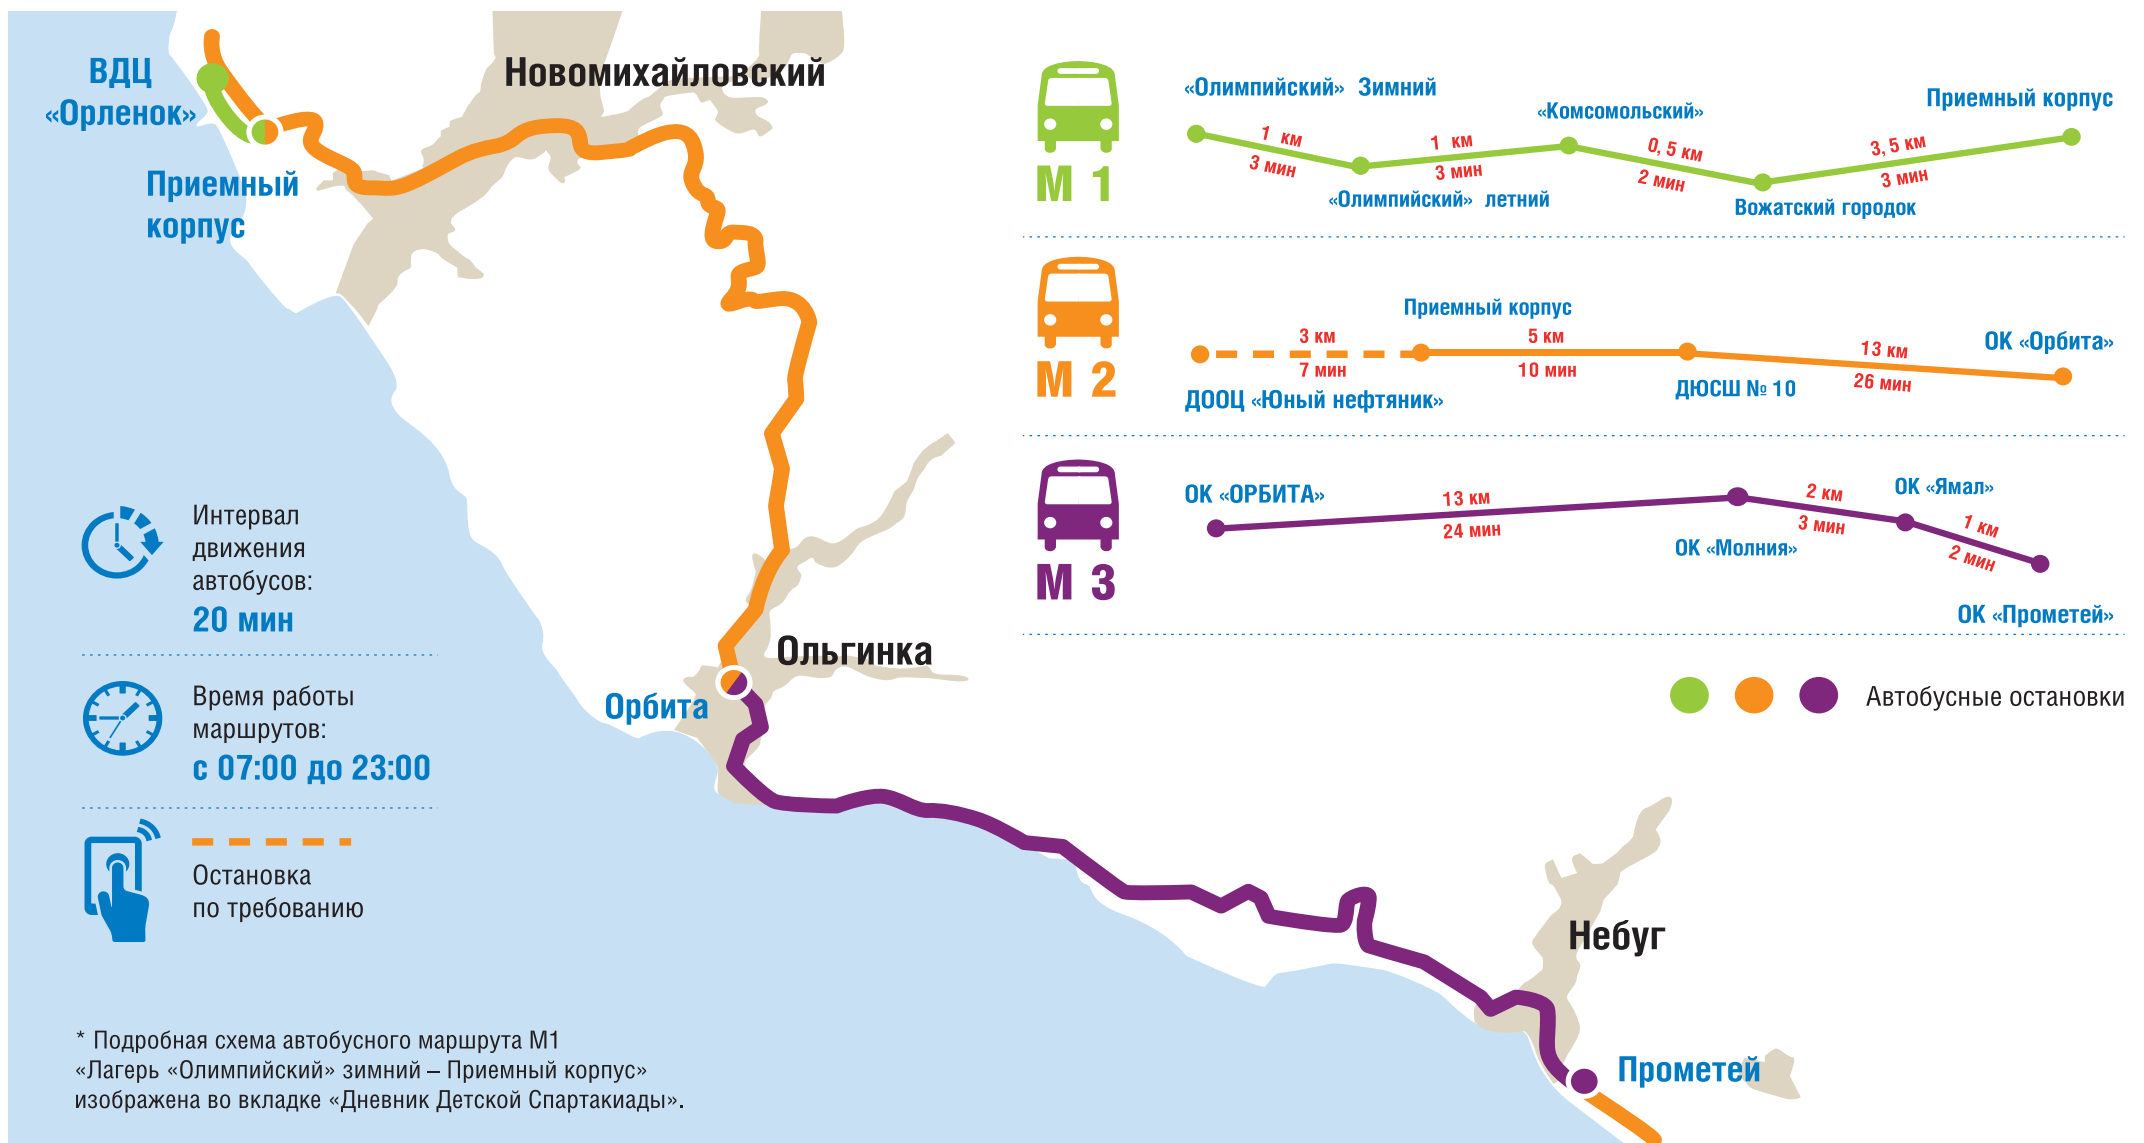 ВДЦ
«Орленок»
Приемный
корпус
Новомихайловский
Ольгинка
Орбита
Небуг
Прометей
Интервал
движения
автобусов:
20 мин
Время работы
маршрутов:
с 07:00 до 23:00
Остановка
по требованию
* Подробная схема автобусного маршрута М1
«Лагерь «Олимпийский» зимний – Приемный корпус»
изображена во вкладке «Дневник Детской Спартакиады».
М 1
«Олимпийский» Зимний
1 км
3 мин
«Олимпийский» летний
1 км
3 мин
«Комсомольский»
0, 5 км
2 мин
Вожатский городок
3, 5 км
3 мин
Приемный корпус
М 2
ДООЦ «Юный нефтяник»
3 км
7 мин
Приемный корпус
5 км
10 мин
ДЮСШ № 10
13 км
26 мин
ОК «Орбита»
М 3
ОК «ОРБИТА»
13 км
24 мин
ОК «Молния»
2 км
3 мин
ОК «Ямал»
1 км
2 мин
ОК «Прометей»
Автобусные остановки